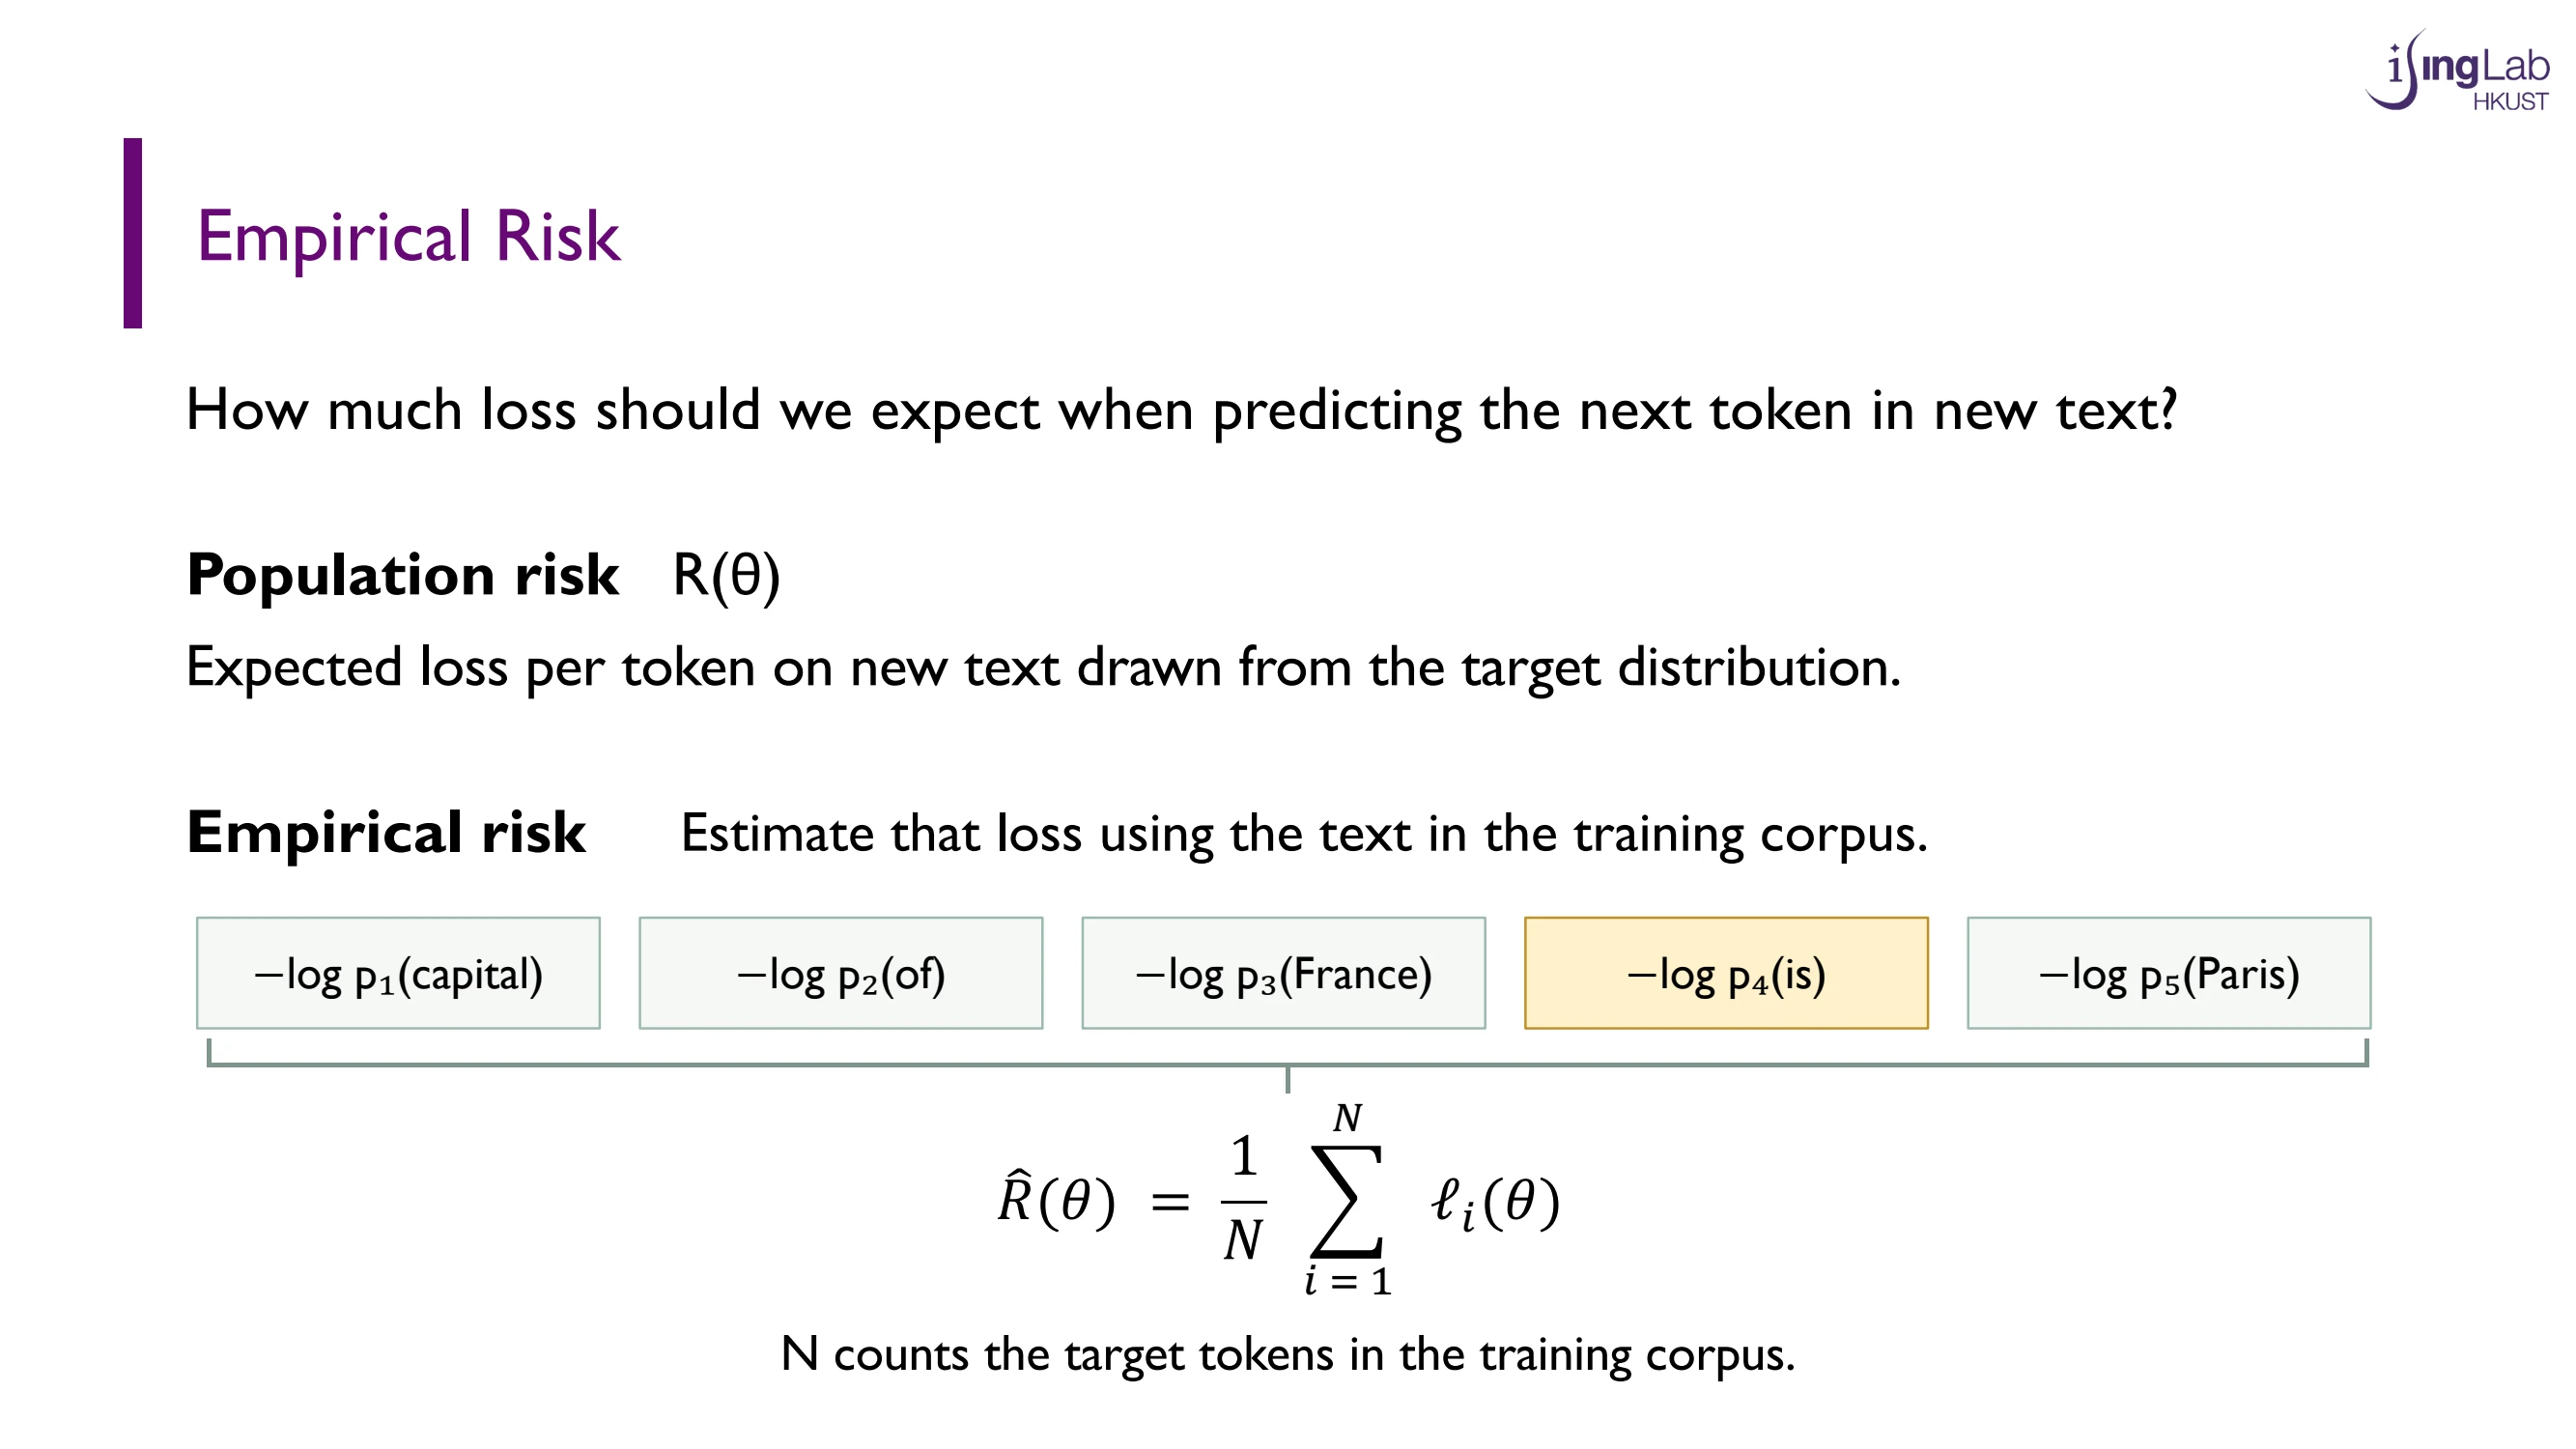 iSingLab
HKUST
Empirical Risk
How much loss should we expect when predicting the next token in new text?
Population risk R(θ)
Expected loss per token on new text drawn from the target distribution.
Empirical risk Estimate that loss using the text in the training corpus.
−log p₁(capital) −log p₂(of) −log p₃(France) −log p₄(is) −log p₅(Paris)
R̂(θ) = 1/N ∑_{i = 1}^{N} ℓᵢ(θ)
N counts the target tokens in the training corpus.